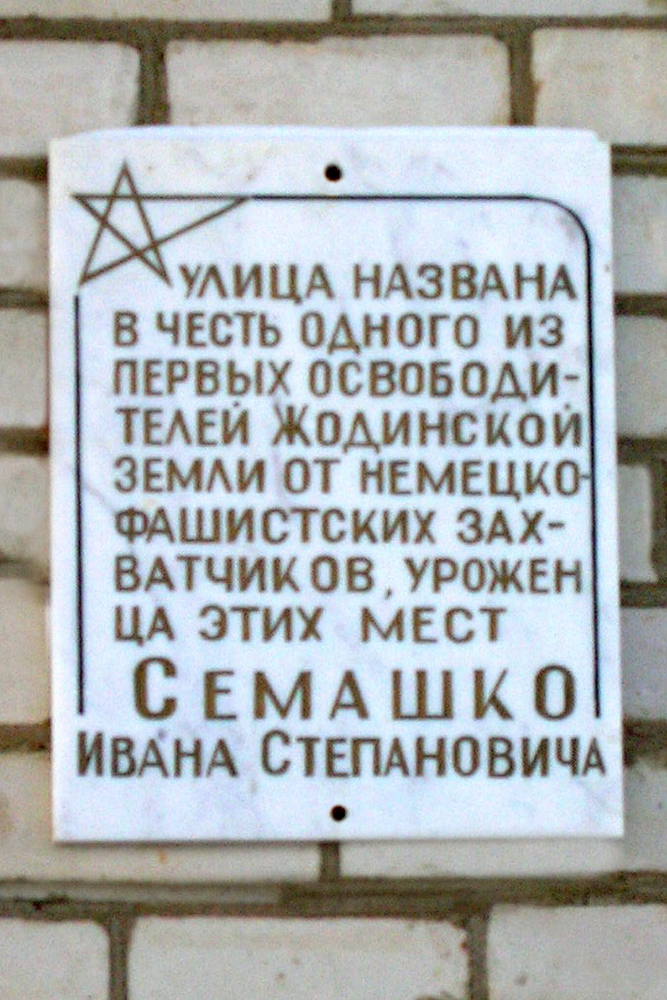 УЛИЦА НАЗВАНА
В ЧЕСТЬ ОДНОГО ИЗ
ПЕРВЫХ ОСВОБОДИ-
ТЕЛЕЙ ЖОДИНСКОЙ
ЗЕМЛИ ОТ НЕМЕЦКО-
ФАШИСТСКИХ ЗАХ-
ВАТЧИКОВ, УРОЖЕН
ЦА ЭТИХ МЕСТ
СЕМАШКО
ИВАНА СТЕПАНОВИЧА